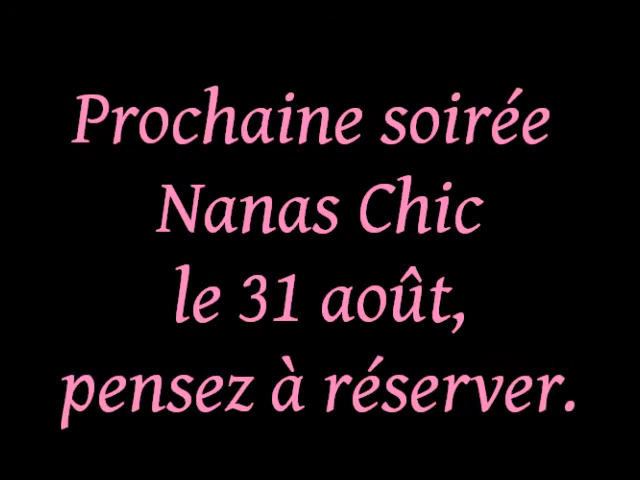 Prochaine soirée
Nanas Chic
le 31 août,
pensez à réserver.